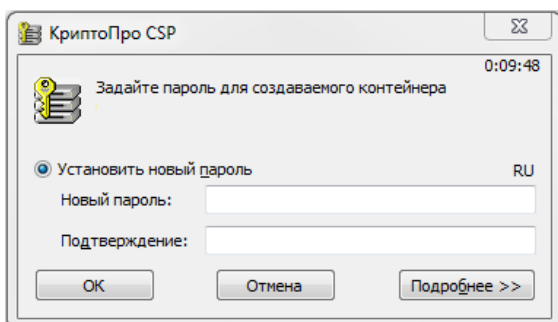 КриптоПро CSP
0:09:48
Задайте пароль для создаваемого контейнера
Установить новый пароль
RU
Новый пароль:
Подтверждение:
ОК
Отмена
Подробнее >>